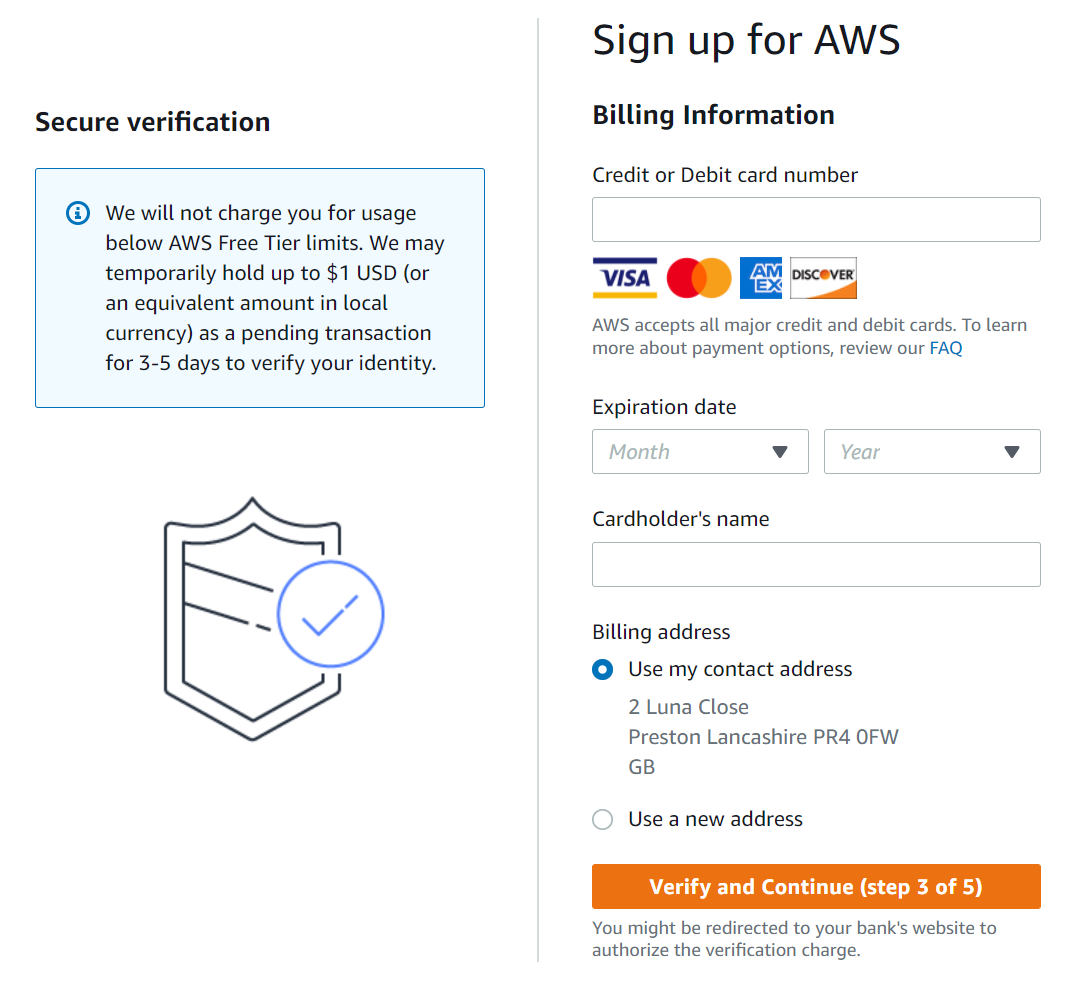 Secure verification
We will not charge you for usage
below AWS Free Tier limits. We may
temporarily hold up to $1 USD (or
an equivalent amount in local
currency) as a pending transaction
for 3-5 days to verify your identity.
Sign up for AWS
Billing Information
Credit or Debit card number
VISA
AM
EX
DISCOVER
AWS accepts all major credit and debit cards. To learn
more about payment options, review our FAQ
Expiration date
Month
Year
Cardholder's name
Billing address
Use my contact address
2 Luna Close
Preston Lancashire PR4 0FW
GB
Use a new address
Verify and Continue (step 3 of 5)
You might be redirected to your bank's website to
authorize the verification charge.